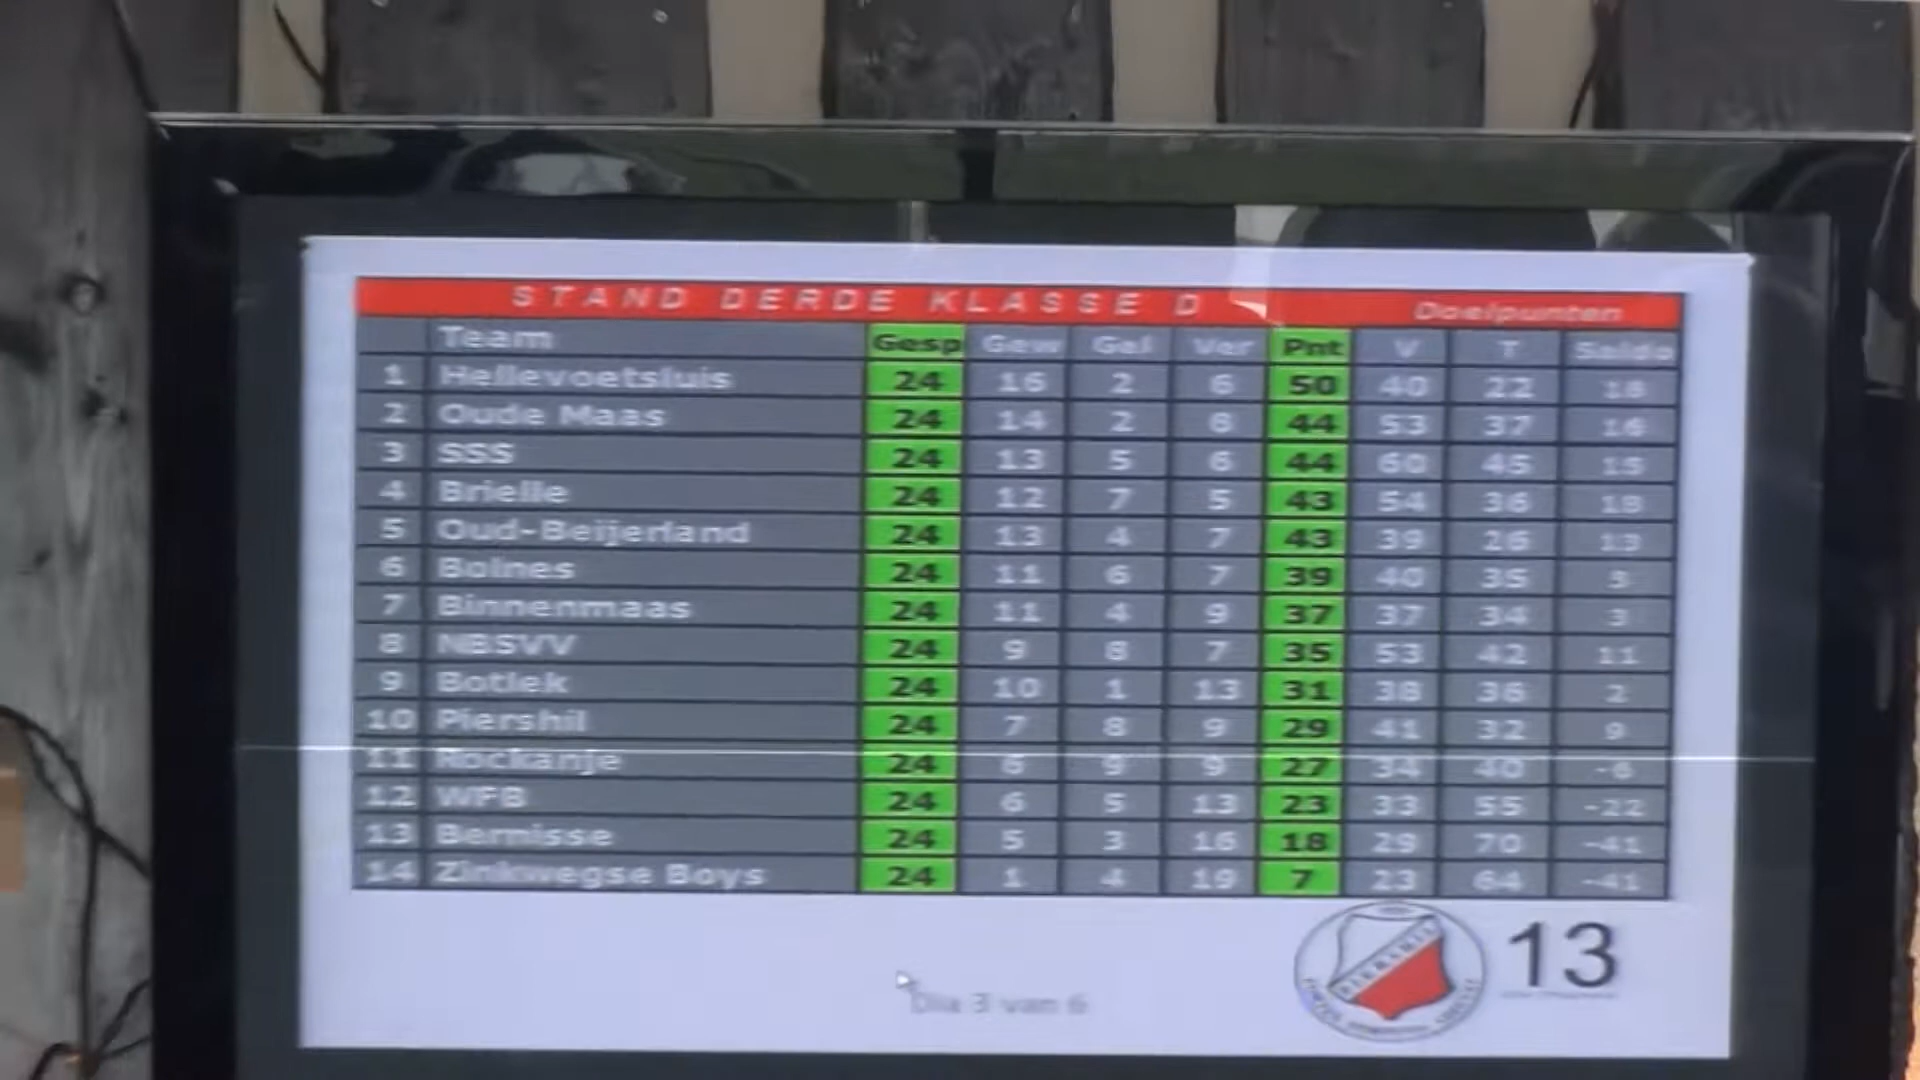 STAND DERDE KLASSE D Doelpunten
Team Gesp Gew Gel Ver Pnt V T Saldo
1 Hellevoetsluis 24 16 2 6 50 40 22 18
2 Oude Maas 24 14 2 8 44 53 37 16
3 SSS 24 13 5 6 44 60 45 15
4 Brielle 24 12 7 5 43 54 36 18
5 Oud-Beijerland 24 13 4 7 43 39 26 13
6 Bolnes 24 11 6 7 39 40 35 5
7 Binnenmaas 24 11 4 9 37 37 34 3
8 NBSVV 24 9 8 7 35 53 42 11
9 Botlek 24 10 1 13 31 38 36 2
10 Piershil 24 7 8 9 29 41 32 9
11 Rockanje 24 6 9 9 27 34 40 -6
12 WFB 24 6 5 13 23 33 55 -22
13 Bernisse 24 5 3 16 18 29 70 -41
14 Zinkwegse Boys 24 1 4 19 7 23 64 -41
PIERSHIL
13
Dia 3 van 6